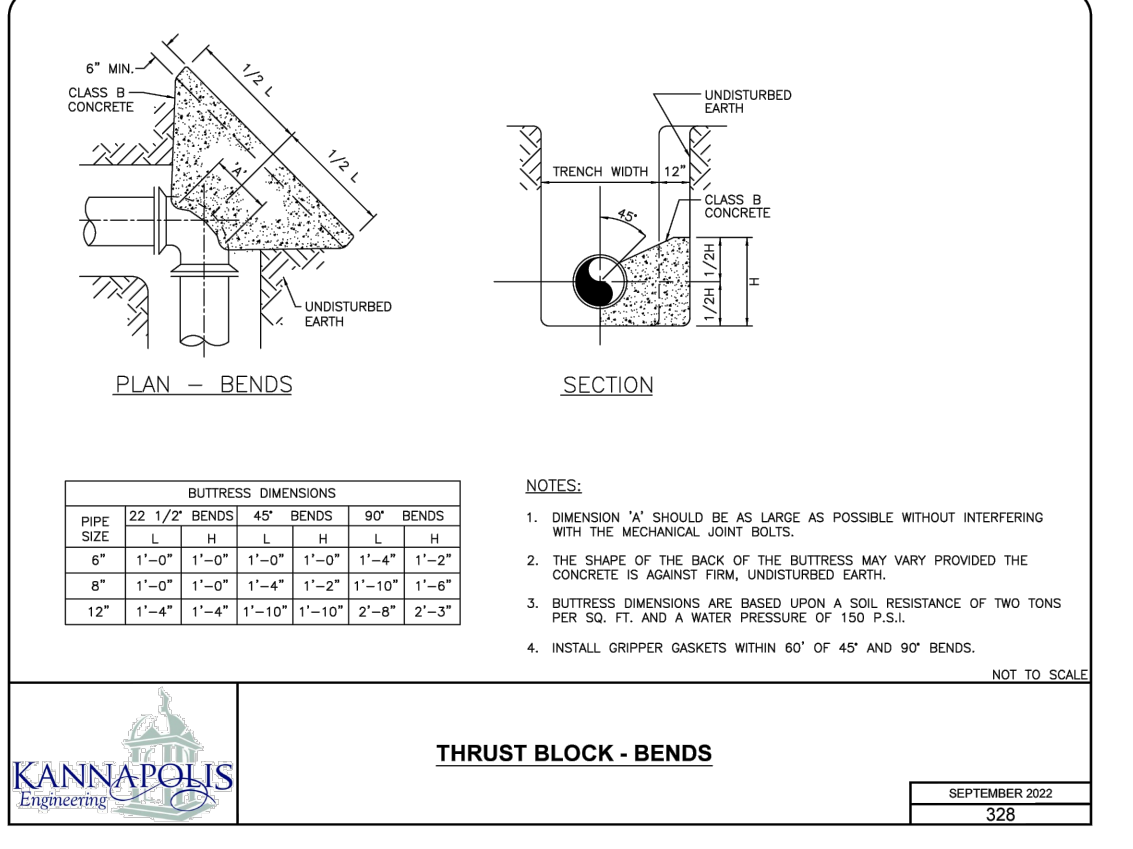 6" MIN.
CLASS B
CONCRETE
1/2 L
1/2 L
'A'
UNDISTURBED
EARTH
PLAN – BENDS
UNDISTURBED
EARTH
TRENCH WIDTH 12"
CLASS B
CONCRETE
45°
1/2H
1/2H
H
SECTION
BUTTRESS DIMENSIONS
PIPE SIZE 22 1/2° BENDS 45° BENDS 90° BENDS
L H L H L H
6" 1'–0" 1'–0" 1'–0" 1'–0" 1'–4" 1'–2"
8" 1'–0" 1'–0" 1'–4" 1'–2" 1'–10" 1'–6"
12" 1'–4" 1'–4" 1'–10" 1'–10" 2'–8" 2'–3"
NOTES:
1. DIMENSION 'A' SHOULD BE AS LARGE AS POSSIBLE WITHOUT INTERFERING
WITH THE MECHANICAL JOINT BOLTS.
2. THE SHAPE OF THE BACK OF THE BUTTRESS MAY VARY PROVIDED THE
CONCRETE IS AGAINST FIRM, UNDISTURBED EARTH.
3. BUTTRESS DIMENSIONS ARE BASED UPON A SOIL RESISTANCE OF TWO TONS
PER SQ. FT. AND A WATER PRESSURE OF 150 P.S.I.
4. INSTALL GRIPPER GASKETS WITHIN 60' OF 45° AND 90° BENDS.
NOT TO SCALE
KANNAPOLIS
Engineering
THRUST BLOCK - BENDS
SEPTEMBER 2022
328